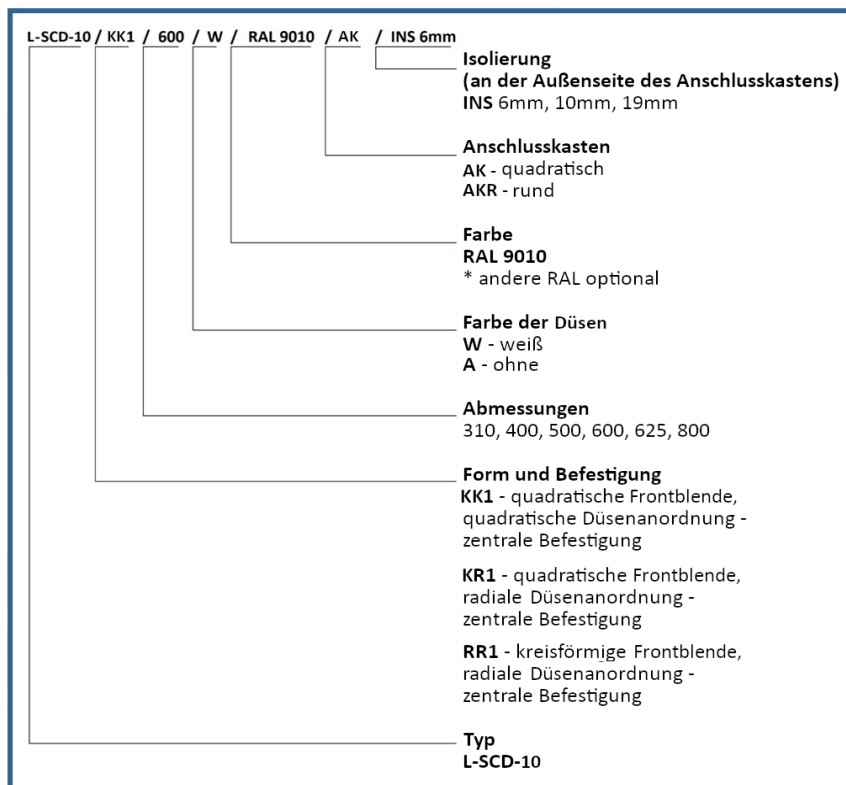 L-SCD-10 / KK1 / 600 / W / RAL 9010 / AK / INS 6mm
Isolierung
(an der Außenseite des Anschlusskastens)
INS 6mm, 10mm, 19mm
Anschlusskasten
AK - quadratisch
AKR - rund
Farbe
RAL 9010
* andere RAL optional
Farbe der Düsen
W - weiß
A - ohne
Abmessungen
310, 400, 500, 600, 625, 800
Form und Befestigung
KK1 - quadratische Frontblende,
quadratische Düsenanordnung -
zentrale Befestigung
KR1 - quadratische Frontblende,
radiale Düsenanordnung -
zentrale Befestigung
RR1 - kreisförmige Frontblende,
radiale Düsenanordnung -
zentrale Befestigung
Typ
L-SCD-10